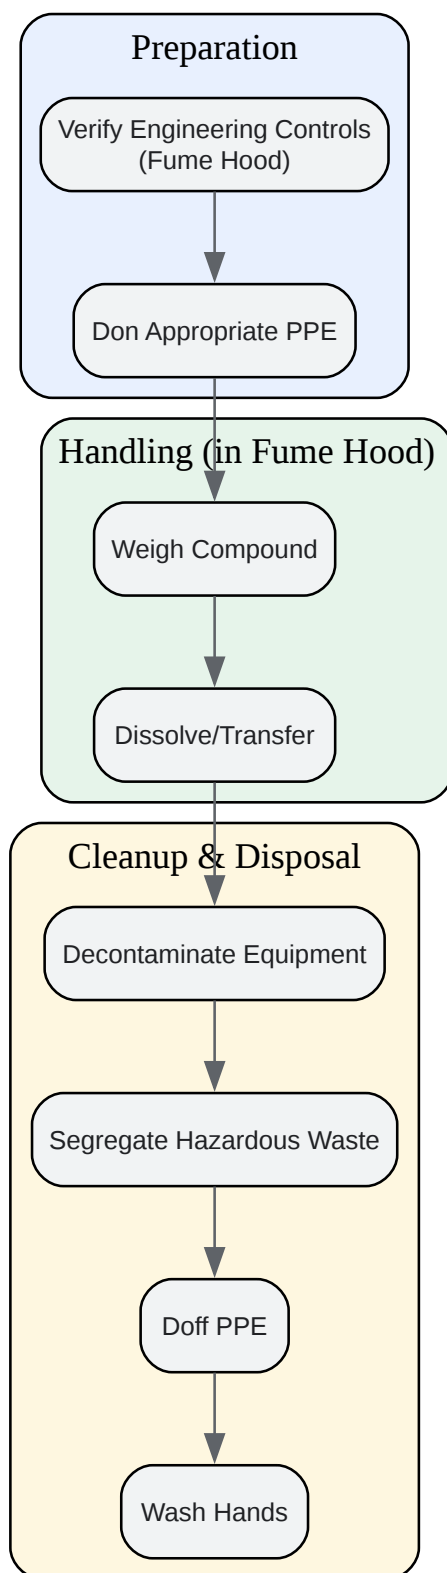 Preparation
Verify Engineering Controls
(Fume Hood)
Don Appropriate PPE
Handling (in Fume Hood)
Weigh Compound
Dissolve/Transfer
Cleanup & Disposal
Decontaminate Equipment
Segregate Hazardous Waste
Doff PPE
Wash Hands